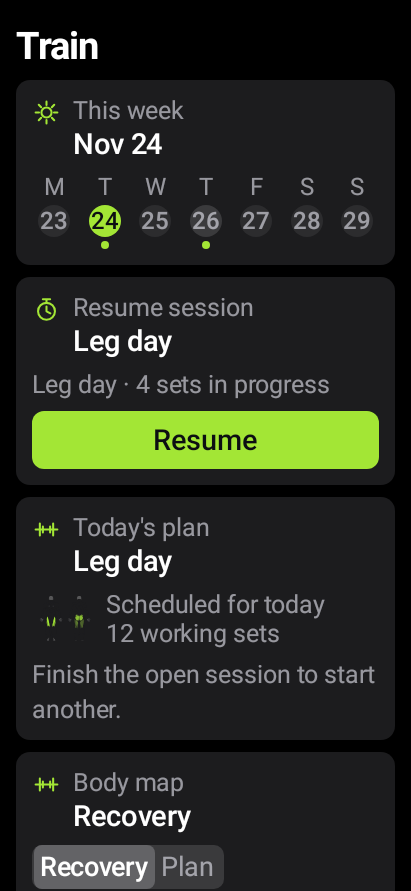 Train
This week
Nov 24
M T W T F S S
23 24 25 26 27 28 29
Resume session
Leg day
Leg day · 4 sets in progress
Resume
Today's plan
Leg day
Scheduled for today
12 working sets
Finish the open session to start
another.
Body map
Recovery
Recovery Plan